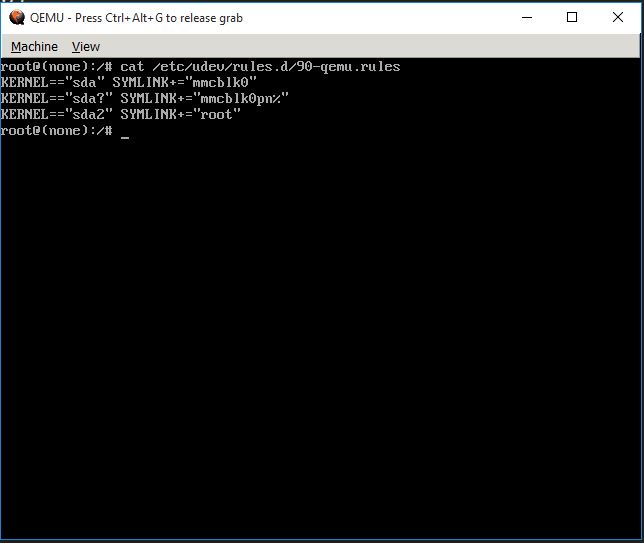 QEMU - Press Ctrl+Alt+G to release grab
Machine View
root@(none):/# cat /etc/udev/rules.d/90-qemu.rules
KERNEL=="sda" SYMLINK+="mmcblk0"
KERNEL=="sda?" SYMLINK+="mmcblk0pn%"
KERNEL=="sda2" SYMLINK+="root"
root@(none):/# _